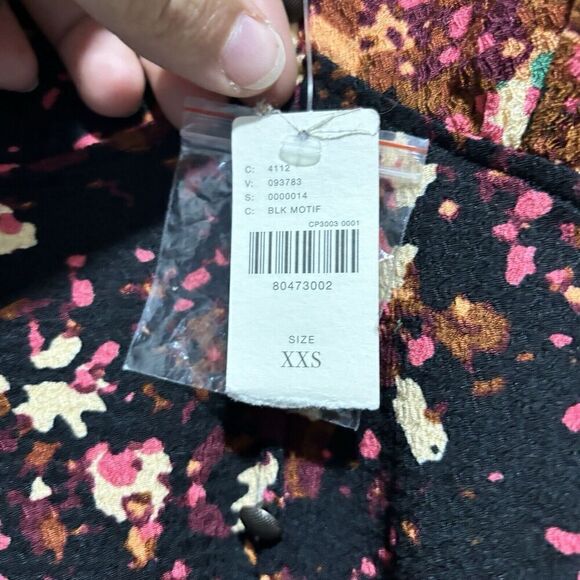 C: 4112
V: 093783
S: 0000014
C: BLK MOTIF
CP3003 0001
80473002
SIZE
XXS